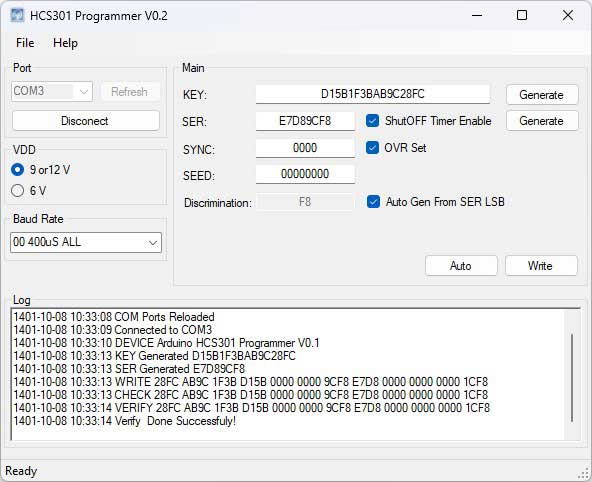 HCS301 Programmer V0.2
File Help
Port
COM3 Refresh
Disconect
VDD
9 or12 V
6 V
Baud Rate
00 400uS ALL
Main
KEY: D15B1F3BAB9C28FC Generate
SER: E7D89CF8 ShutOFF Timer Enable Generate
SYNC: 0000 OVR Set
SEED: 00000000
Discrimination: F8 Auto Gen From SER LSB
Auto Write
Log
1401-10-08 10:33:08 COM Ports Reloaded
1401-10-08 10:33:09 Connected to COM3
1401-10-08 10:33:10 DEVICE Arduino HCS301 Programmer V0.1
1401-10-08 10:33:13 KEY Generated D15B1F3BAB9C28FC
1401-10-08 10:33:13 SER Generated E7D89CF8
1401-10-08 10:33:13 WRITE 28FC AB9C 1F3B D15B 0000 0000 9CF8 E7D8 0000 0000 0000 1CF8
1401-10-08 10:33:13 CHECK 28FC AB9C 1F3B D15B 0000 0000 9CF8 E7D8 0000 0000 0000 1CF8
1401-10-08 10:33:14 VERIFY 28FC AB9C 1F3B D15B 0000 0000 9CF8 E7D8 0000 0000 0000 1CF8
1401-10-08 10:33:14 Verify  Done Successfuly!
Ready